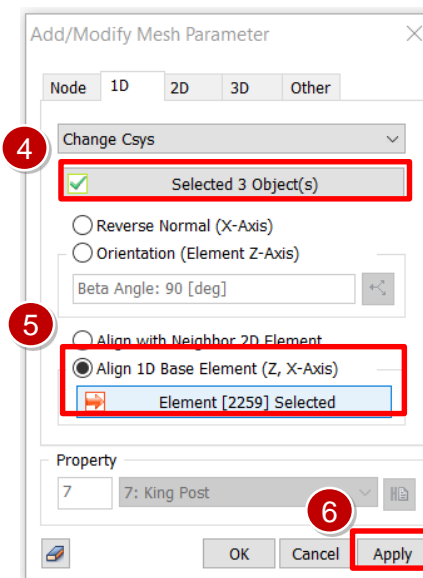 Add/Modify Mesh Parameter
Node 1D 2D 3D Other
4
Change Csys
Selected 3 Object(s)
Reverse Normal (X-Axis)
Orientation (Element Z-Axis)
Beta Angle: 90 [deg]
5
Align with Neighbor 2D Element
Align 1D Base Element (Z, X-Axis)
Element [2259] Selected
Property
7 7: King Post
6
OK Cancel Apply